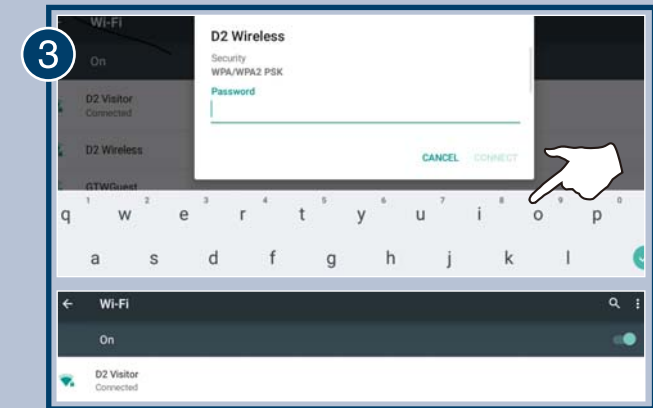 3
Wi-Fi
On
D2 Visitor
Connected
D2 Wireless
GTWGuest
D2 Wireless
Security
WPA/WPA2 PSK
Password
CANCEL CONNECT
1 2 3 4 5 6 7 8 9 0
q w e r t y u i o p
a s d f g h j k l
Wi-Fi
On
D2 Visitor
Connected